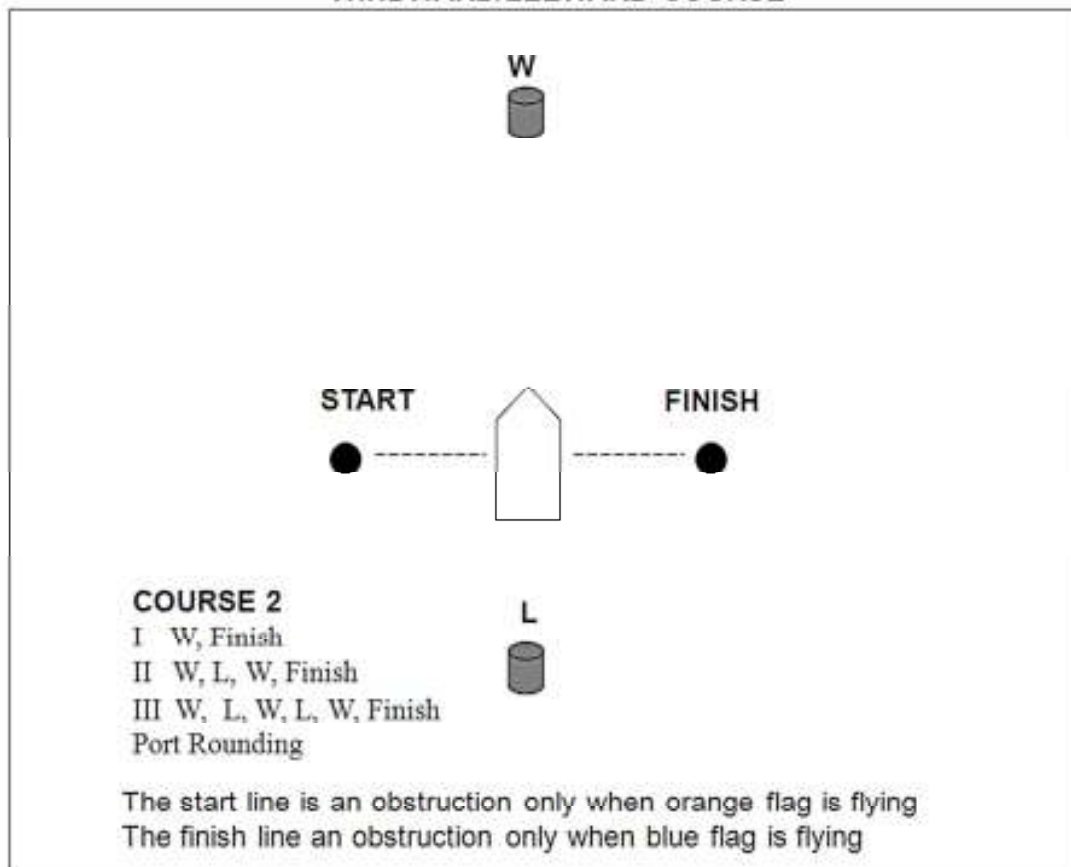 W
START FINISH
COURSE 2
I W, Finish
II W, L, W, Finish
III W, L, W, L, W, Finish
Port Rounding
L
The start line is an obstruction only when orange flag is flying
The finish line an obstruction only when blue flag is flying